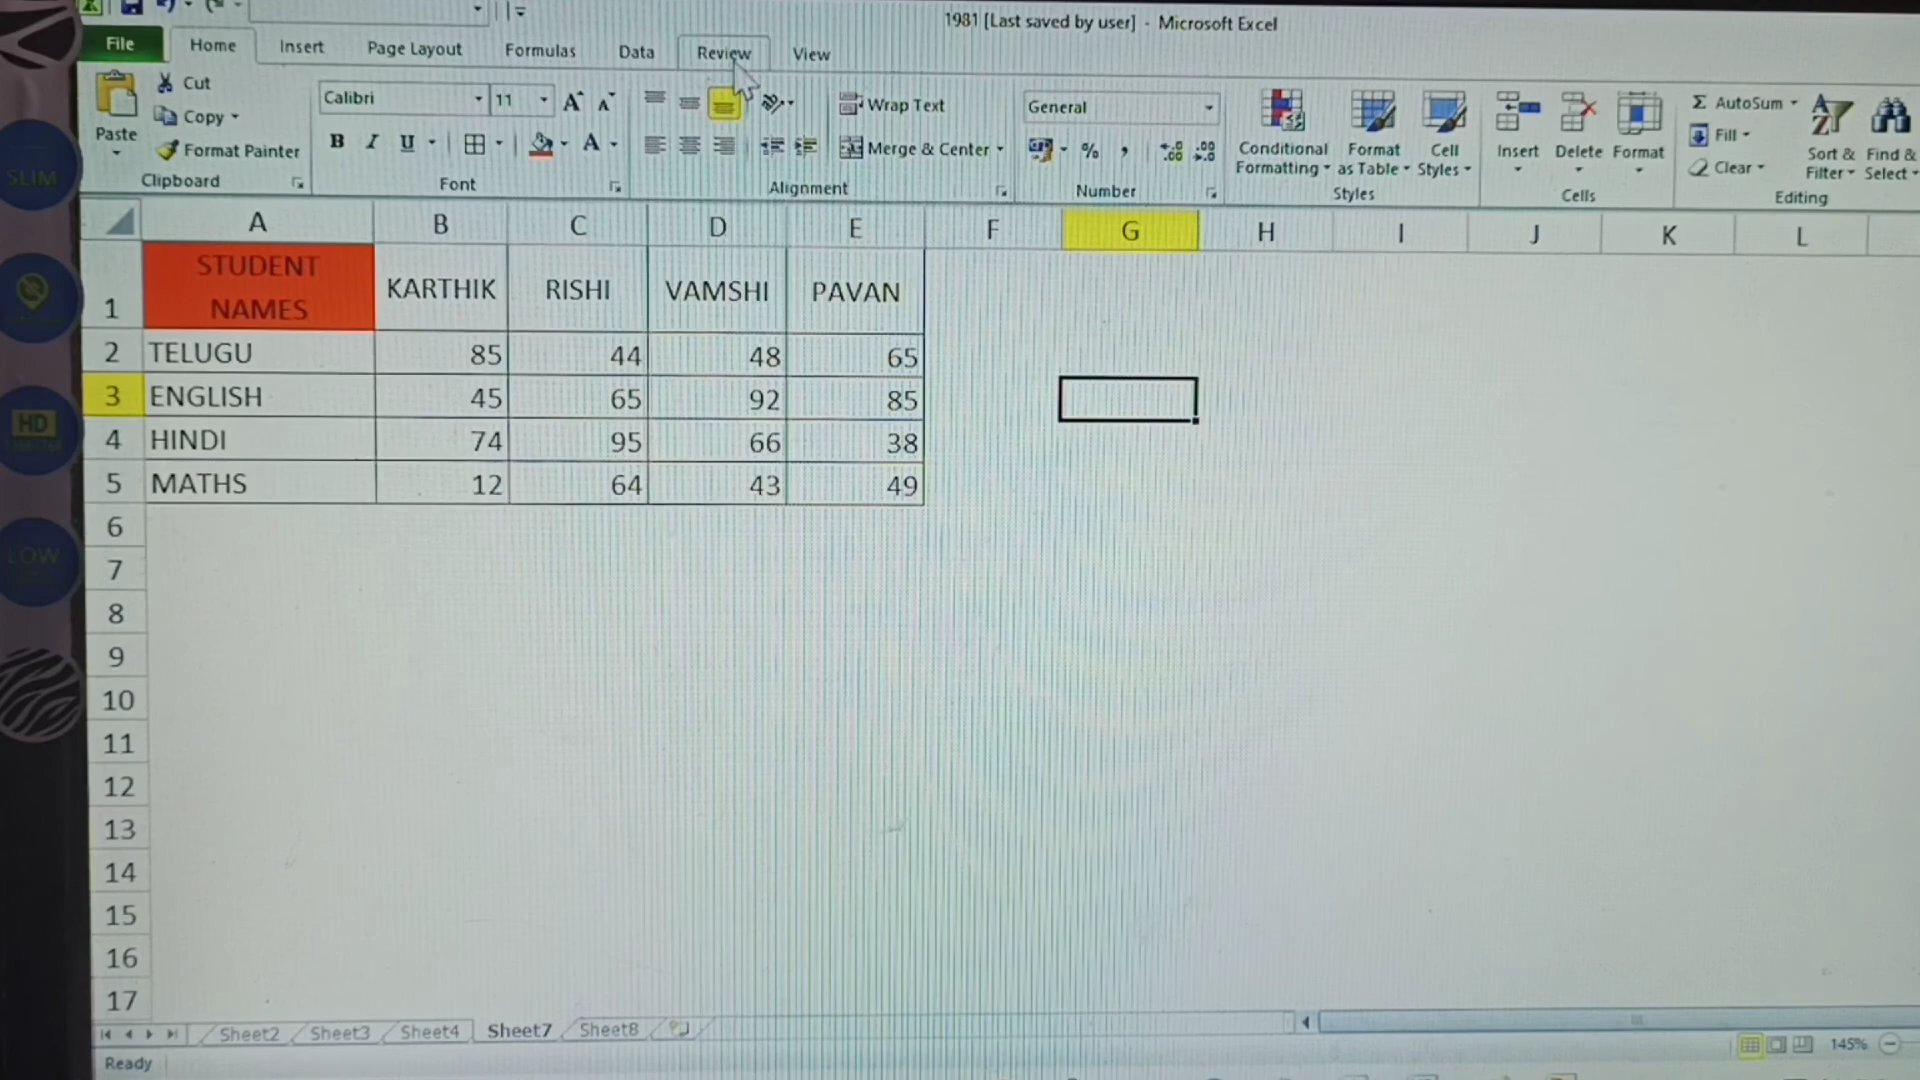 1981 [Last saved by user] - Microsoft Excel
File Home Insert Page Layout Formulas Data Review View
Paste
Cut
Copy
Format Painter
Clipboard
Calibri 11
B I U
Font
Wrap Text
Merge & Center
Alignment
General
%
Number
Conditional Formatting
Format as Table
Cell Styles
Styles
Insert Delete Format
Cells
Σ AutoSum
Fill
Clear
Sort & Filter
Find & Select
Editing
A B C D E F G H I J K L
1 STUDENT NAMES KARTHIK RISHI VAMSHI PAVAN
2 TELUGU 85 44 48 65
3 ENGLISH 45 65 92 85
4 HINDI 74 95 66 38
5 MATHS 12 64 43 49
6
7
8
9
10
11
12
13
14
15
16
17
Sheet2 Sheet3 Sheet4 Sheet7 Sheet8
Ready
145%
SLIM
HD
LOW